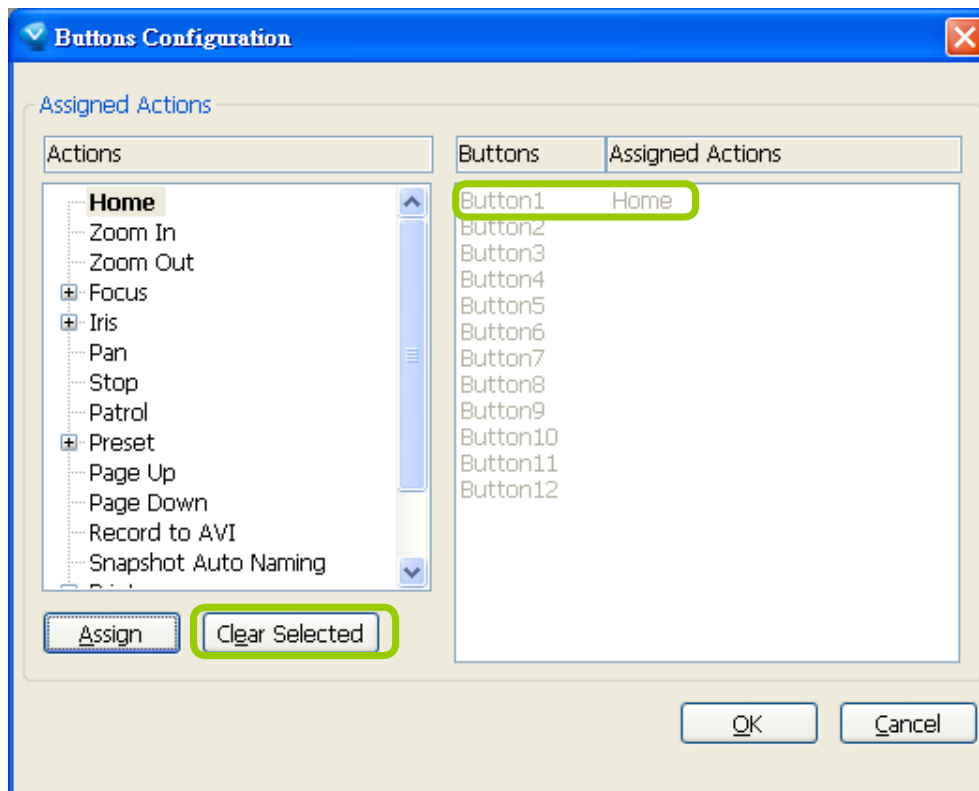 Buttons Configuration
Assigned Actions
Actions
Buttons Assigned Actions
Home
Zoom In
Zoom Out
Focus
Iris
Pan
Stop
Patrol
Preset
Page Up
Page Down
Record to AVI
Snapshot Auto Naming
Button1 Home
Button2
Button3
Button4
Button5
Button6
Button7
Button8
Button9
Button10
Button11
Button12
Assign Clear Selected
OK Cancel